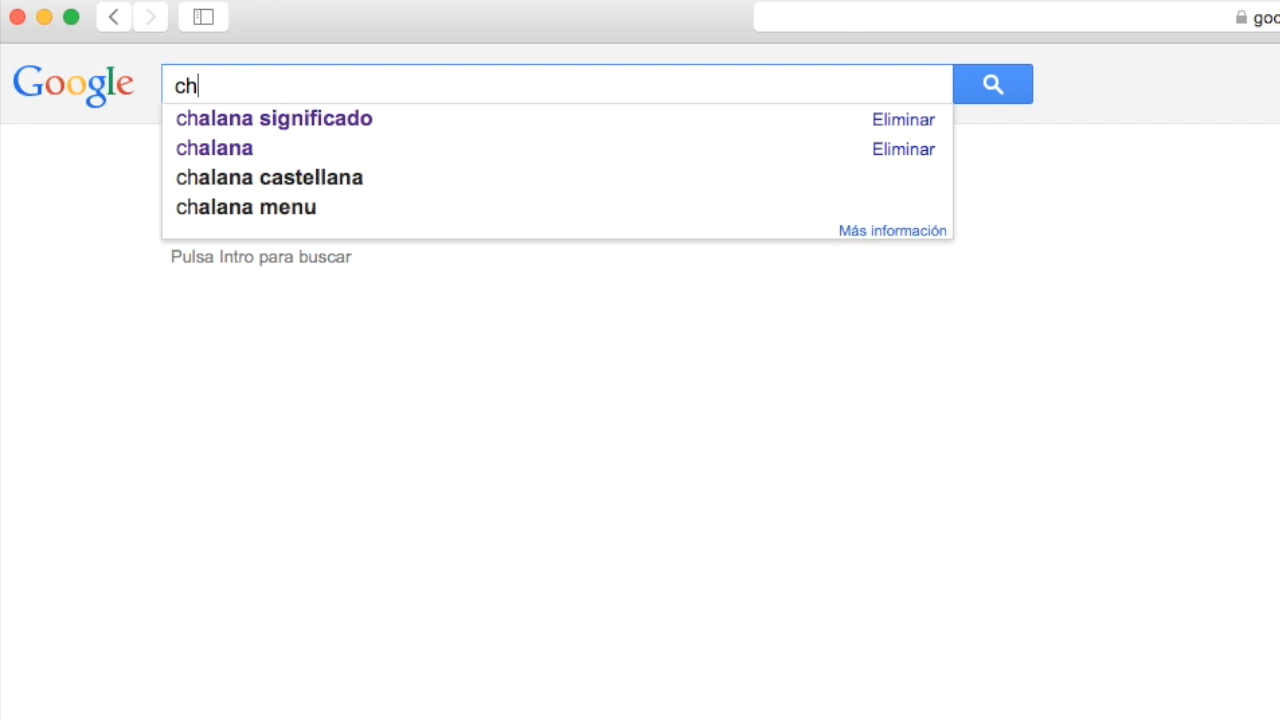 goo
Google
ch
chalana significado Eliminar
chalana Eliminar
chalana castellana
chalana menu
Más información
Pulsa Intro para buscar